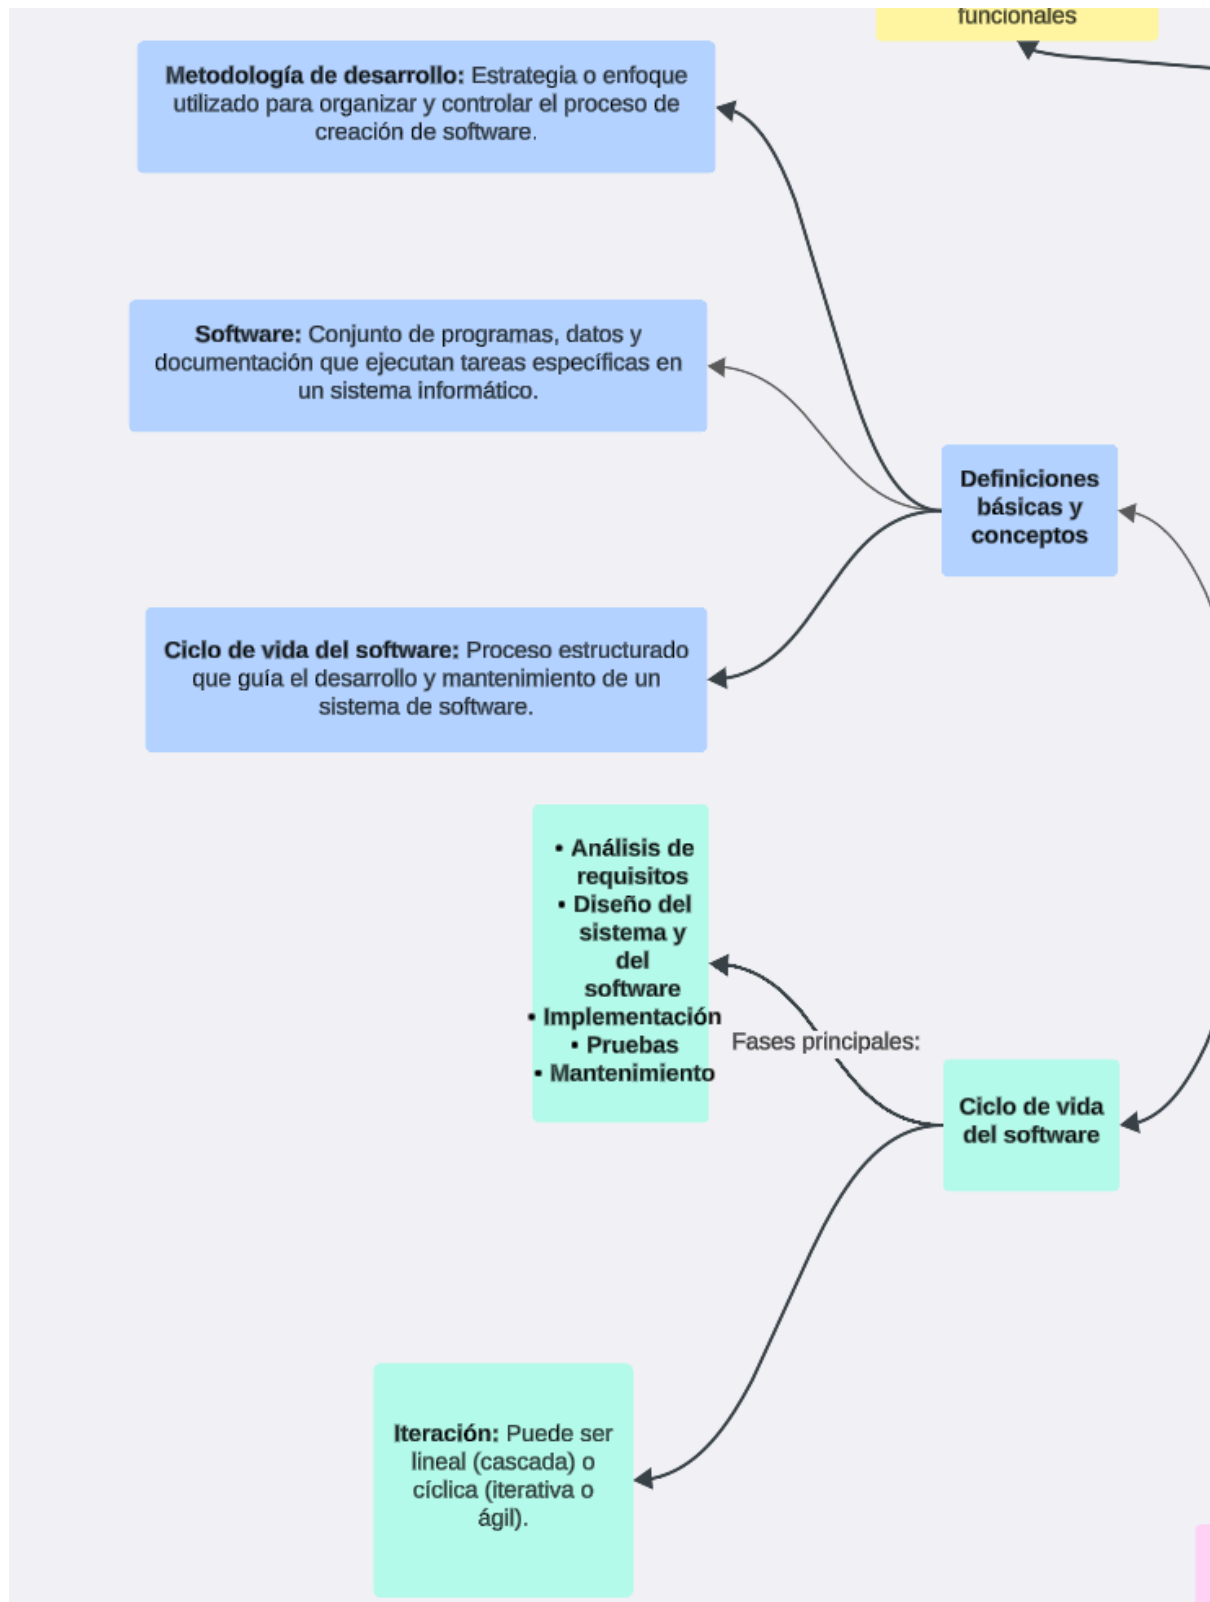 funcionales
Metodología de desarrollo: Estrategia o enfoque
utilizado para organizar y controlar el proceso de
creación de software.
Software: Conjunto de programas, datos y
documentación que ejecutan tareas específicas en
un sistema informático.
Definiciones
básicas y
conceptos
Ciclo de vida del software: Proceso estructurado
que guía el desarrollo y mantenimiento de un
sistema de software.
• Análisis de
requisitos
• Diseño del
sistema y
del
software
• Implementación
• Pruebas
• Mantenimiento
Fases principales:
Ciclo de vida
del software
Iteración: Puede ser
lineal (cascada) o
cíclica (iterativa o
ágil).